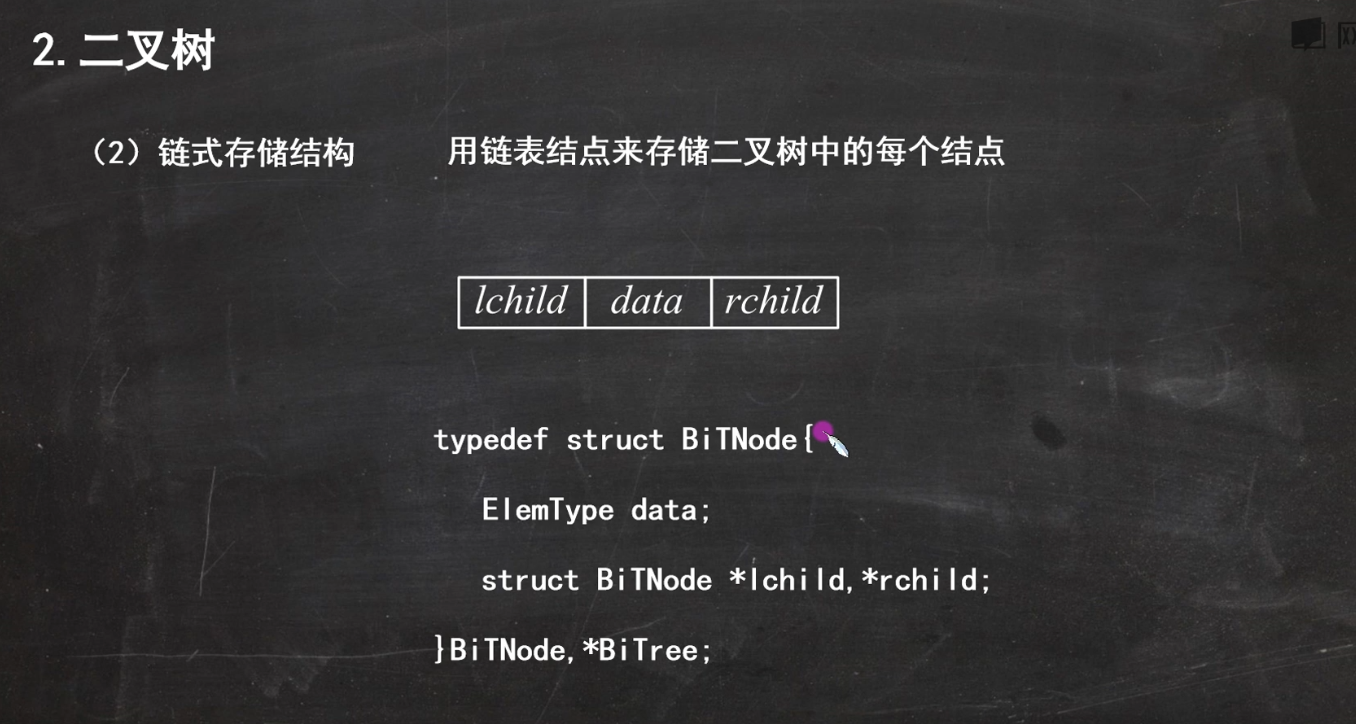 2.二叉树
（2）链式存储结构 用链表结点来存储二叉树中的每个结点
lchild data rchild
typedef struct BiTNode{
ElemType data;
struct BiTNode *lchild,*rchild;
}BiTNode,*BiTree;